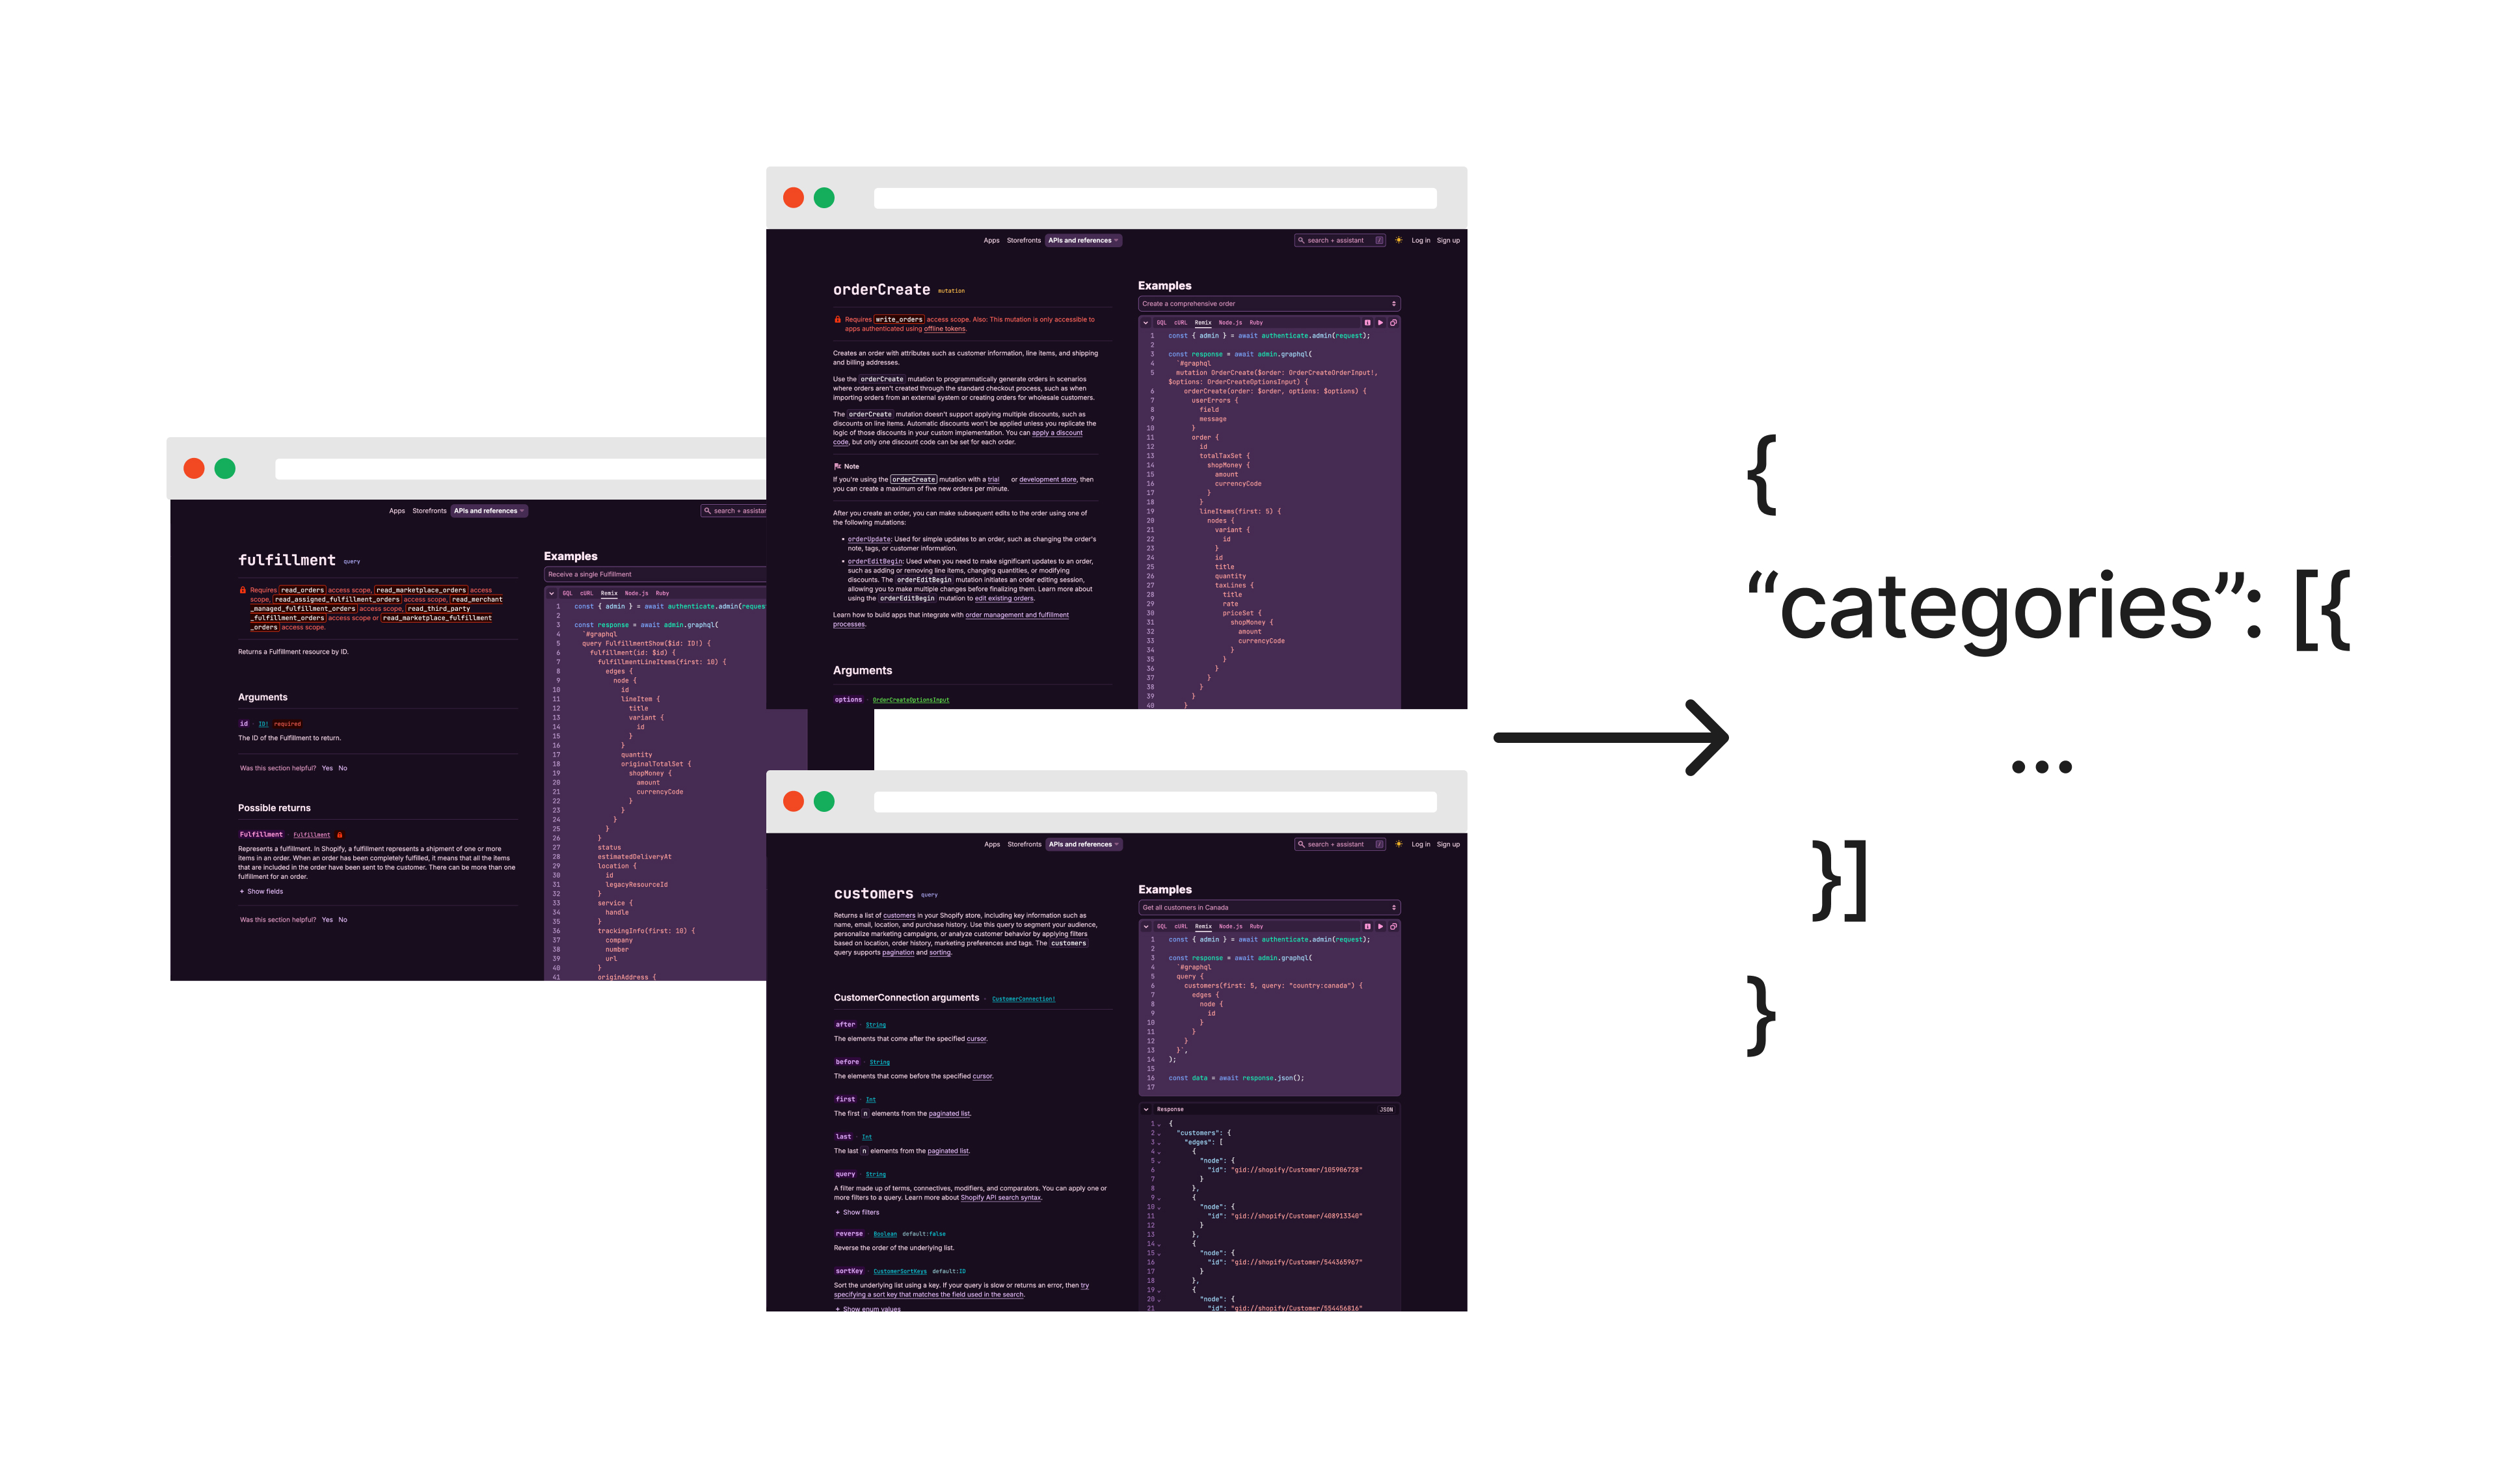 Apps Storefronts APIs and references
search + assistan
fulfillment query
Requires read_orders access scope, read_marketplace_orders access
scope, read_assigned_fulfillment_orders access scope, read_merchant
_managed_fulfillment_orders access scope, read_third_party
_fulfillment_orders access scope or read_marketplace_fulfillment
_orders access scope.
Returns a Fulfillment resource by ID.
Arguments
id · ID! required
The ID of the Fulfillment to return.
Was this section helpful? Yes No
Possible returns
Fulfillment · Fulfillment
Represents a fulfillment. In Shopify, a fulfillment represents a shipment of one or more
items in an order. When an order has been completely fulfilled, it means that all the items
that are included in the order have been sent to the customer. There can be more than one
fulfillment for an order.
+ Show fields
Was this section helpful? Yes No
Examples
Receive a single Fulfillment
GQL cURL Remix Node.js Ruby
1 const { admin } = await authenticate.admin(reques
2
3 const response = await admin.graphql(
4 `#graphql
5 query FulfillmentShow($id: ID!) {
6 fulfillment(id: $id) {
7 fulfillmentLineItems(first: 10) {
8 edges {
9 node {
10 id
11 lineItem {
12 title
13 variant {
14 id
15 }
16 }
17 quantity
18 originalTotalSet {
19 shopMoney {
20 amount
21 currencyCode
22 }
23 }
24 }
25 }
26 }
27 status
28 estimatedDeliveryAt
29 location {
30 id
31 legacyResourceId
32 }
33 service {
34 handle
35 }
36 trackingInfo(first: 10) {
37 company
38 number
39 url
40 }
41 originAddress {
Apps Storefronts APIs and references
search + assistant /
Log in Sign up
orderCreate mutation
Requires write_orders access scope. Also: This mutation is only accessible to
apps authenticated using offline tokens.
Creates an order with attributes such as customer information, line items, and shipping
and billing addresses.
Use the orderCreate mutation to programmatically generate orders in scenarios
where orders aren't created through the standard checkout process, such as when
importing orders from an external system or creating orders for wholesale customers.
The orderCreate mutation doesn't support applying multiple discounts, such as
discounts on line items. Automatic discounts won't be applied unless you replicate the
logic of those discounts in your custom implementation. You can apply a discount
code, but only one discount code can be set for each order.
Note
If you're using the orderCreate mutation with a trial or development store, then
you can create a maximum of five new orders per minute.
After you create an order, you can make subsequent edits to the order using one of
the following mutations:
• orderUpdate: Used for simple updates to an order, such as changing the order's
note, tags, or customer information.
• orderEditBegin: Used when you need to make significant updates to an order,
such as adding or removing line items, changing quantities, or modifying
discounts. The orderEditBegin mutation initiates an order editing session,
allowing you to make multiple changes before finalizing them. Learn more about
using the orderEditBegin mutation to edit existing orders.
Learn how to build apps that integrate with order management and fulfillment
processes.
Arguments
options · OrderCreateOptionsInput
Examples
Create a comprehensive order
GQL cURL Remix Node.js Ruby
1 const { admin } = await authenticate.admin(request);
2
3 const response = await admin.graphql(
4 `#graphql
5 mutation OrderCreate($order: OrderCreateOrderInput!,
$options: OrderCreateOptionsInput) {
6 orderCreate(order: $order, options: $options) {
7 userErrors {
8 field
9 message
10 }
11 order {
12 id
13 totalTaxSet {
14 shopMoney {
15 amount
16 currencyCode
17 }
18 }
19 lineItems(first: 5) {
20 nodes {
21 variant {
22 id
23 }
24 id
25 title
26 quantity
27 taxLines {
28 title
29 rate
30 priceSet {
31 shopMoney {
32 amount
33 currencyCode
34 }
35 }
36 }
37 }
38 }
39 }
40 }
Apps Storefronts APIs and references
search + assistant /
Log in Sign up
customers query
Returns a list of customers in your Shopify store, including key information such as
name, email, location, and purchase history. Use this query to segment your audience,
personalize marketing campaigns, or analyze customer behavior by applying filters
based on location, order history, marketing preferences and tags. The customers
query supports pagination and sorting.
CustomerConnection arguments · CustomerConnection!
after · String
The elements that come after the specified cursor.
before · String
The elements that come before the specified cursor.
first · Int
The first n elements from the paginated list.
last · Int
The last n elements from the paginated list.
query · String
A filter made up of terms, connectives, modifiers, and comparators. You can apply one or
more filters to a query. Learn more about Shopify API search syntax.
+ Show filters
reverse · Boolean default:false
Reverse the order of the underlying list.
sortKey · CustomerSortKeys default:ID
Sort the underlying list using a key. If your query is slow or returns an error, then try
specifying a sort key that matches the field used in the search.
+ Show enum values
Examples
Get all customers in Canada
GQL cURL Remix Node.js Ruby
1 const { admin } = await authenticate.admin(request);
2
3 const response = await admin.graphql(
4 `#graphql
5 query {
6 customers(first: 5, query: "country:canada") {
7 edges {
8 node {
9 id
10 }
11 }
12 }
13 }`,
14 );
15
16 const data = await response.json();
17
Response JSON
1 {
2 "customers": {
3 "edges": [
4 {
5 "node": {
6 "id": "gid://shopify/Customer/105906728"
7 }
8 },
9 {
10 "node": {
11 "id": "gid://shopify/Customer/408913340"
12 }
13 },
14 {
15 "node": {
16 "id": "gid://shopify/Customer/544365967"
17 }
18 },
19 {
20 "node": {
21 "id": "gid://shopify/Customer/554456816"
{
“categories”: [{
...
}]
}